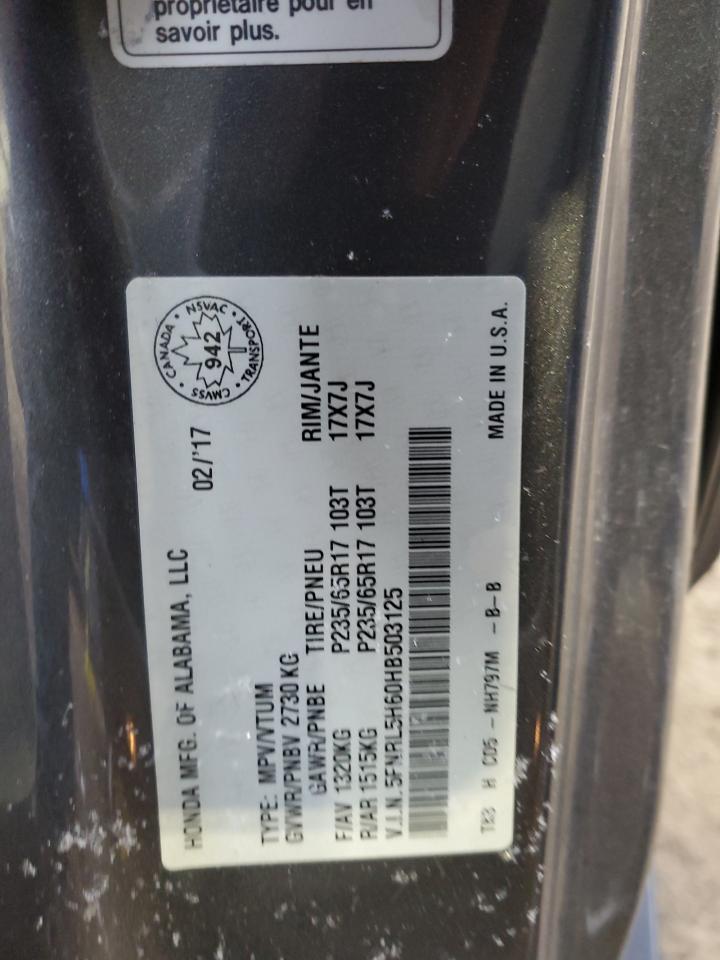 propriétaire pour en
savoir plus.
HONDA MFG. OF ALABAMA, LLC 02/'17
CANADA • NSVAC • TRANSPORT • CMVSS •
942
TYPE: MPV/VTUM
GVWR/PNBV 2730 KG
GAWR/PNBE TIRE/PNEU RIM/JANTE
F/AV 1320KG P235/65R17 103T 17X7J
R/AR 1515KG P235/65R17 103T 17X7J
V.I.N.:5FNRL5H60HB503125
TK8 H C05 -NH797M -B-B MADE IN U.S.A.